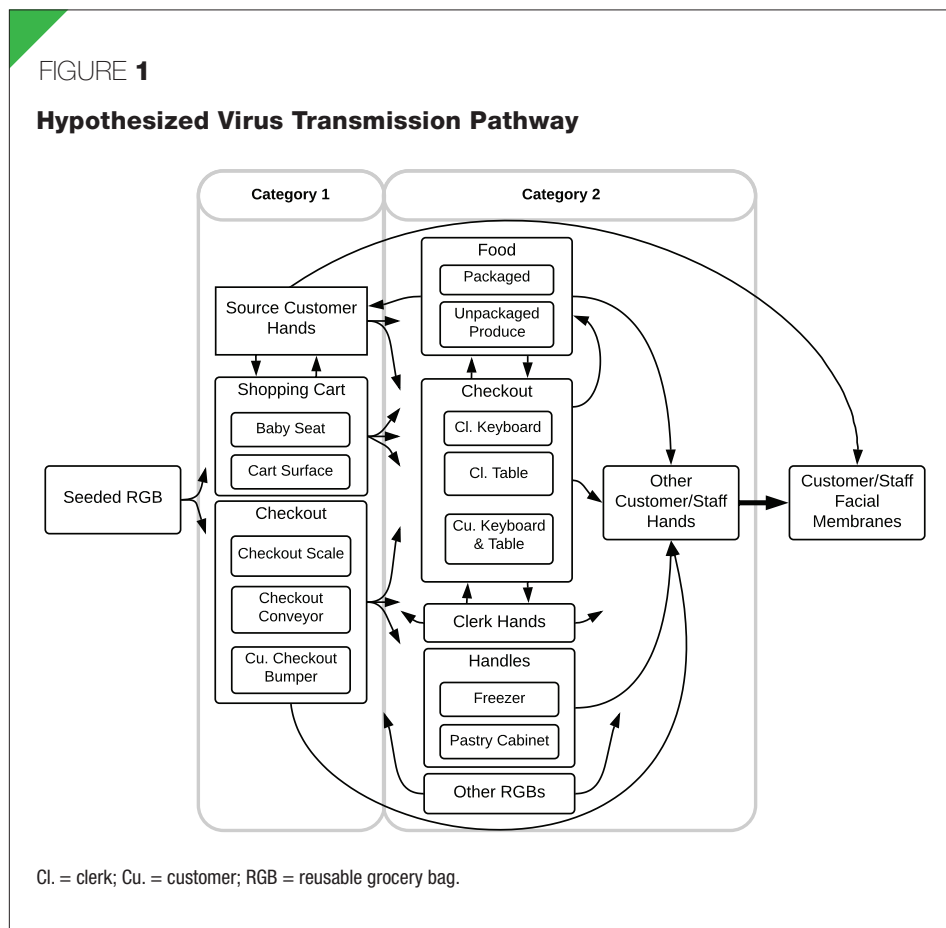 FIGURE 1
Hypothesized Virus Transmission Pathway
Category 1
Category 2
Seeded RGB
Source Customer
Hands
Shopping Cart
Baby Seat
Cart Surface
Checkout
Checkout Scale
Checkout
Conveyor
Cu. Checkout
Bumper
Food
Packaged
Unpackaged
Produce
Checkout
Cl. Keyboard
Cl. Table
Cu. Keyboard
& Table
Clerk Hands
Handles
Freezer
Pastry Cabinet
Other RGBs
Other
Customer/Staff
Hands
Customer/Staff
Facial
Membranes
Cl. = clerk; Cu. = customer; RGB = reusable grocery bag.